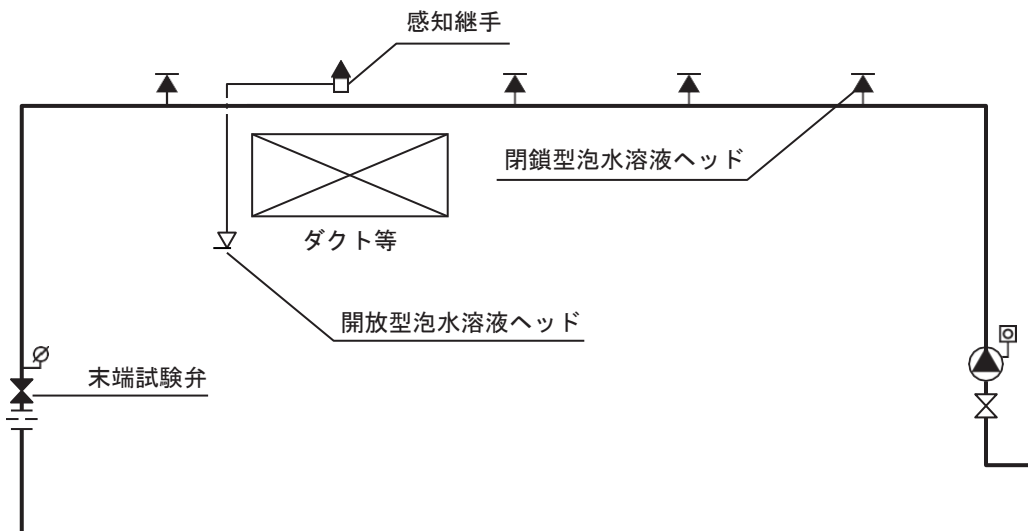 感知継手
閉鎖型泡水溶液ヘッド
ダクト等
開放型泡水溶液ヘッド
末端試験弁